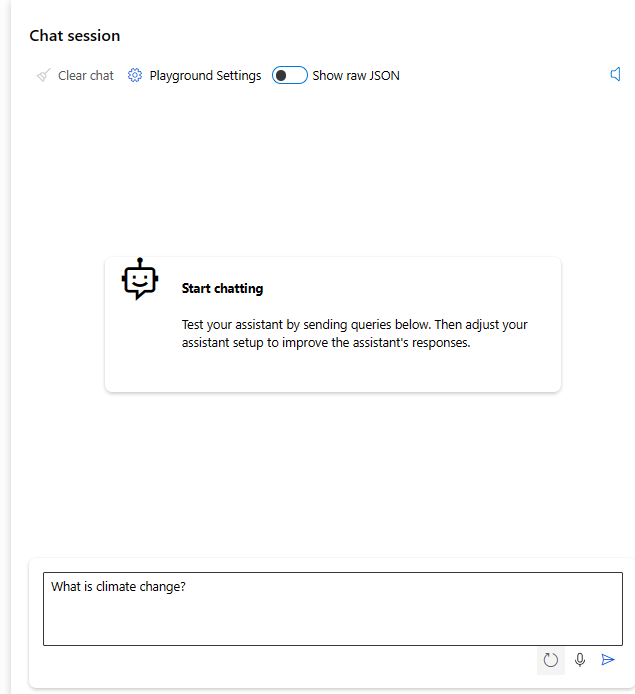 Chat session
Clear chat Playground Settings Show raw JSON
Start chatting
Test your assistant by sending queries below. Then adjust your
assistant setup to improve the assistant's responses.
What is climate change?